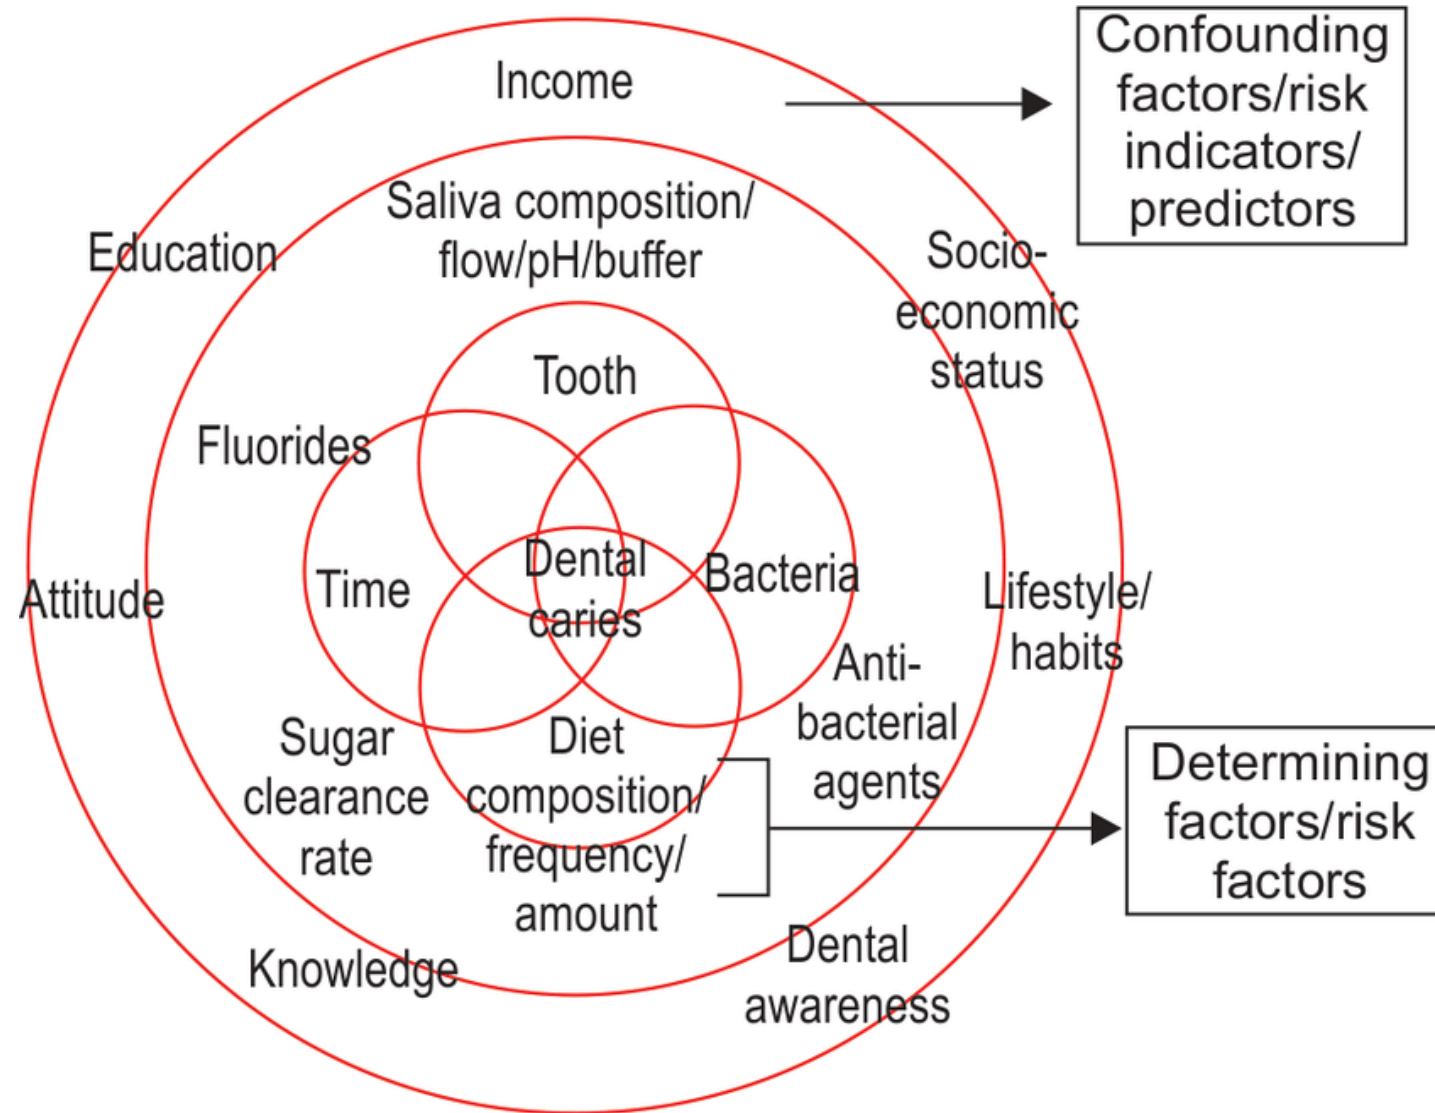 Income
Confounding
factors/risk
indicators/
predictors
Saliva composition/
flow/pH/buffer
Education
Socio-
economic
status
Tooth
Fluorides
Time
Dental
caries
Bacteria
Attitude
Lifestyle/
habits
Anti-
bacterial
agents
Sugar
clearance
rate
Diet
composition/
frequency/
amount
Determining
factors/risk
factors
Knowledge
Dental
awareness